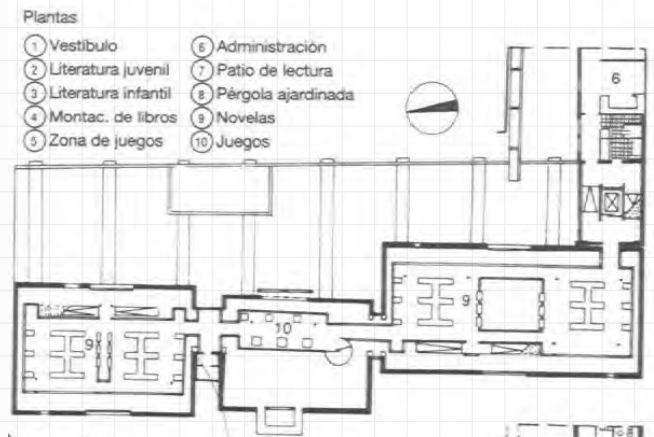 Plantas
1 Vestíbulo
2 Literatura juvenil
3 Literatura infantil
4 Montac. de libros
5 Zona de juegos
6 Administración
7 Patio de lectura
8 Pérgola ajardinada
9 Novelas
10 Juegos
6
9
10
9